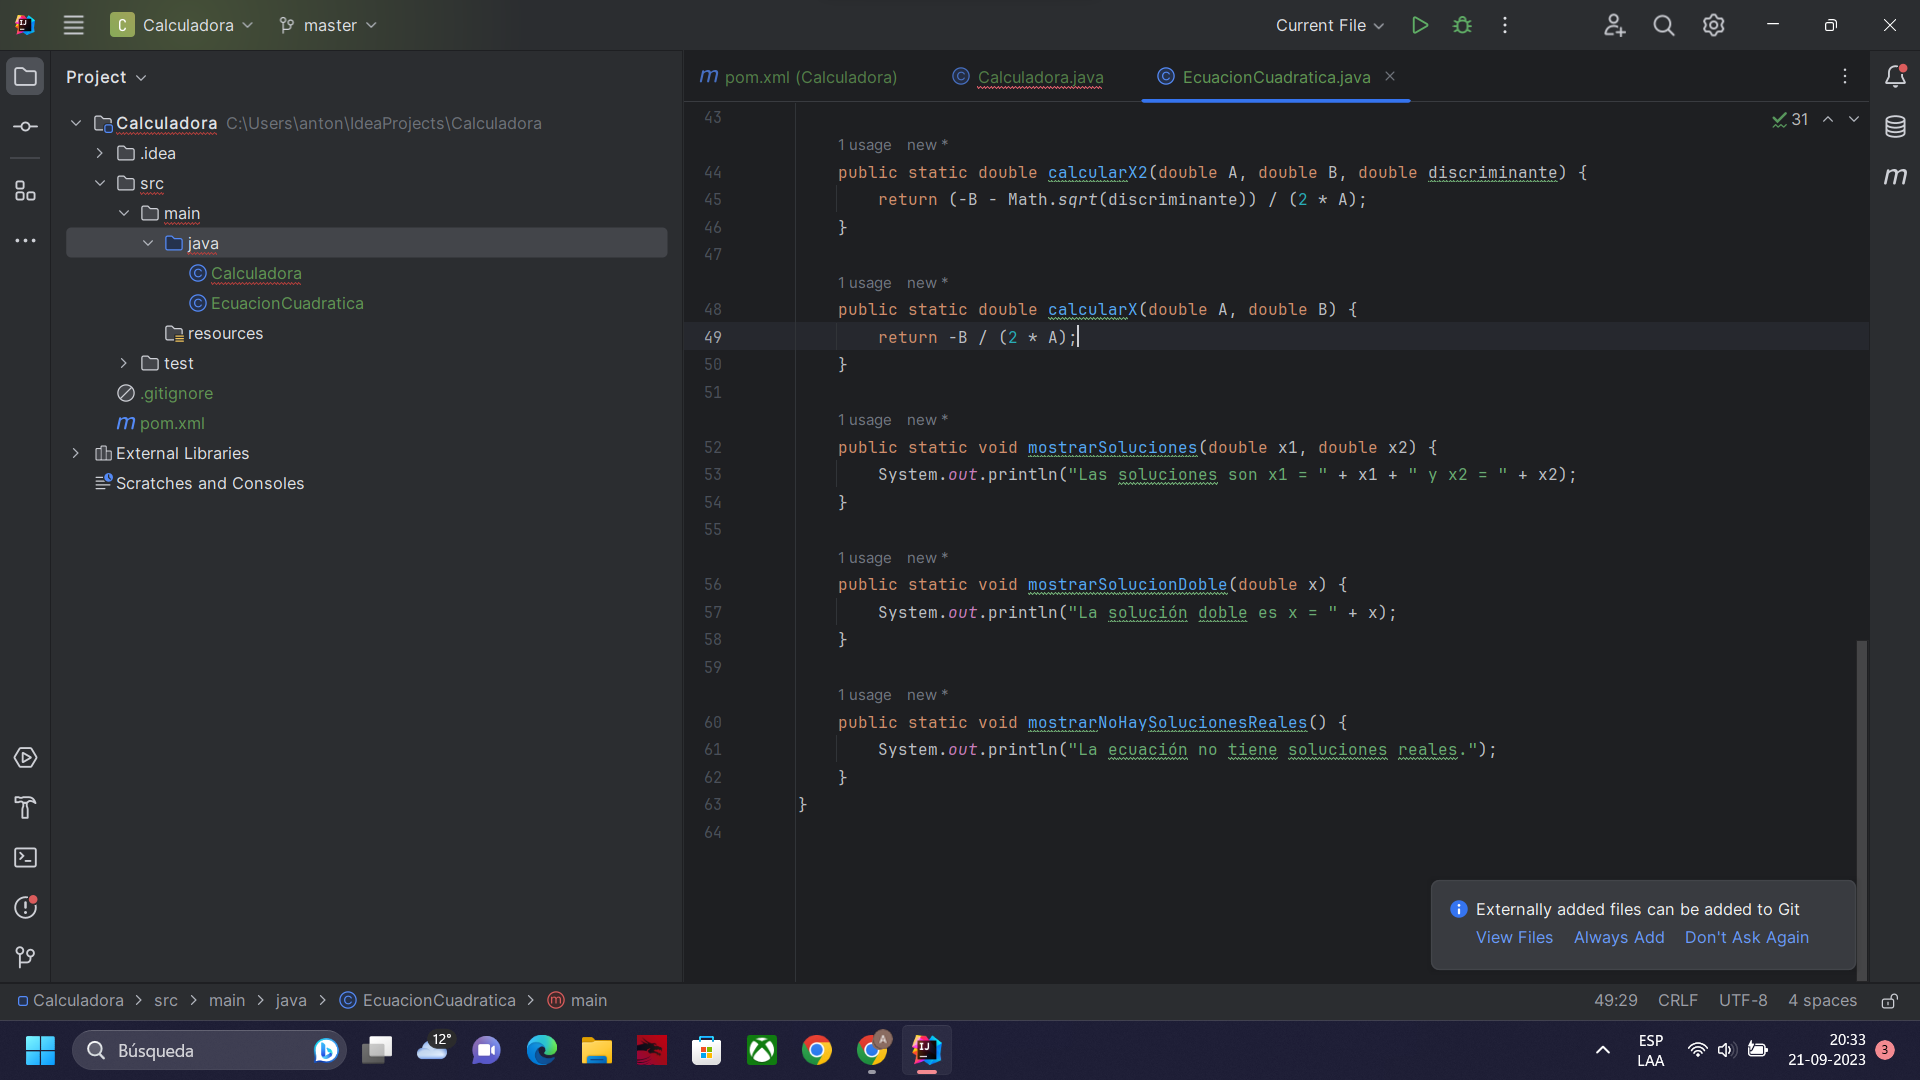 Calculadora
master
Current File
Project
Calculadora C:\Users\anton\IdeaProjects\Calculadora
.idea
src
main
java
Calculadora
EcuacionCuadratica
resources
test
.gitignore
pom.xml
External Libraries
Scratches and Consoles
pom.xml (Calculadora)
Calculadora.java
EcuacionCuadratica.java
31
43
1 usage new *
44 public static double calcularX2(double A, double B, double discriminante) {
45 return (-B - Math.sqrt(discriminante)) / (2 * A);
46 }
47
1 usage new *
48 public static double calcularX(double A, double B) {
49 return -B / (2 * A);
50 }
51
1 usage new *
52 public static void mostrarSoluciones(double x1, double x2) {
53 System.out.println("Las soluciones son x1 = " + x1 + " y x2 = " + x2);
54 }
55
1 usage new *
56 public static void mostrarSolucionDoble(double x) {
57 System.out.println("La solución doble es x = " + x);
58 }
59
1 usage new *
60 public static void mostrarNoHaySolucionesReales() {
61 System.out.println("La ecuación no tiene soluciones reales.");
62 }
63 }
64
Externally added files can be added to Git
View Files Always Add Don't Ask Again
Calculadora > src > main > java > EcuacionCuadratica > main
49:29 CRLF UTF-8 4 spaces
Búsqueda
12°
ESP
LAA
20:33
21-09-2023
3